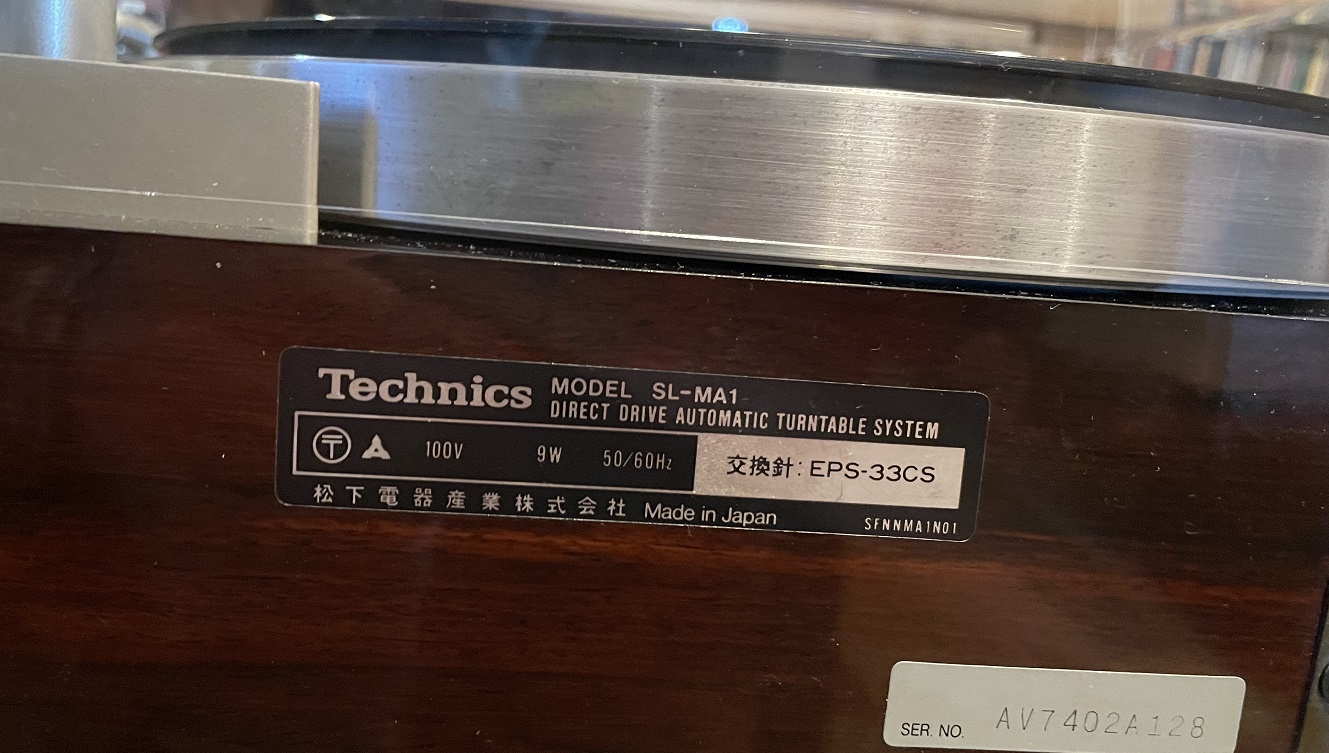 Technics MODEL SL-MA1
DIRECT DRIVE AUTOMATIC TURNTABLE SYSTEM
〒 A 100V 9W 50/60Hz 交換針: EPS-33CS
松下電器産業株式会社 Made in Japan SFNNMA1N01
SER. NO. AV7402A128